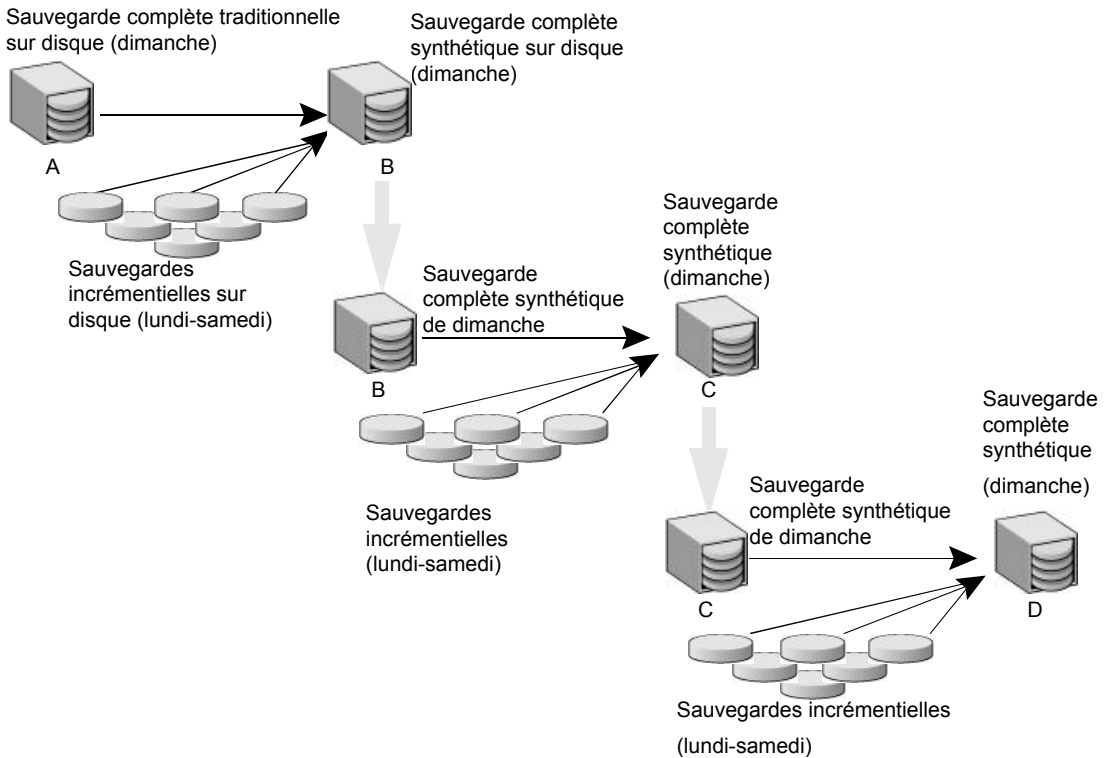 Sauvegarde complète traditionnelle
sur disque (dimanche)
Sauvegarde complète
synthétique sur disque
(dimanche)
A
B
Sauvegardes
incrémentielles sur
disque (lundi-samedi)
Sauvegarde
complète synthétique
de dimanche
Sauvegarde
complète
synthétique
(dimanche)
B
C
Sauvegardes
incrémentielles
(lundi-samedi)
Sauvegarde
complète synthétique
de dimanche
Sauvegarde
complète
synthétique
(dimanche)
C
D
Sauvegardes incrémentielles
(lundi-samedi)